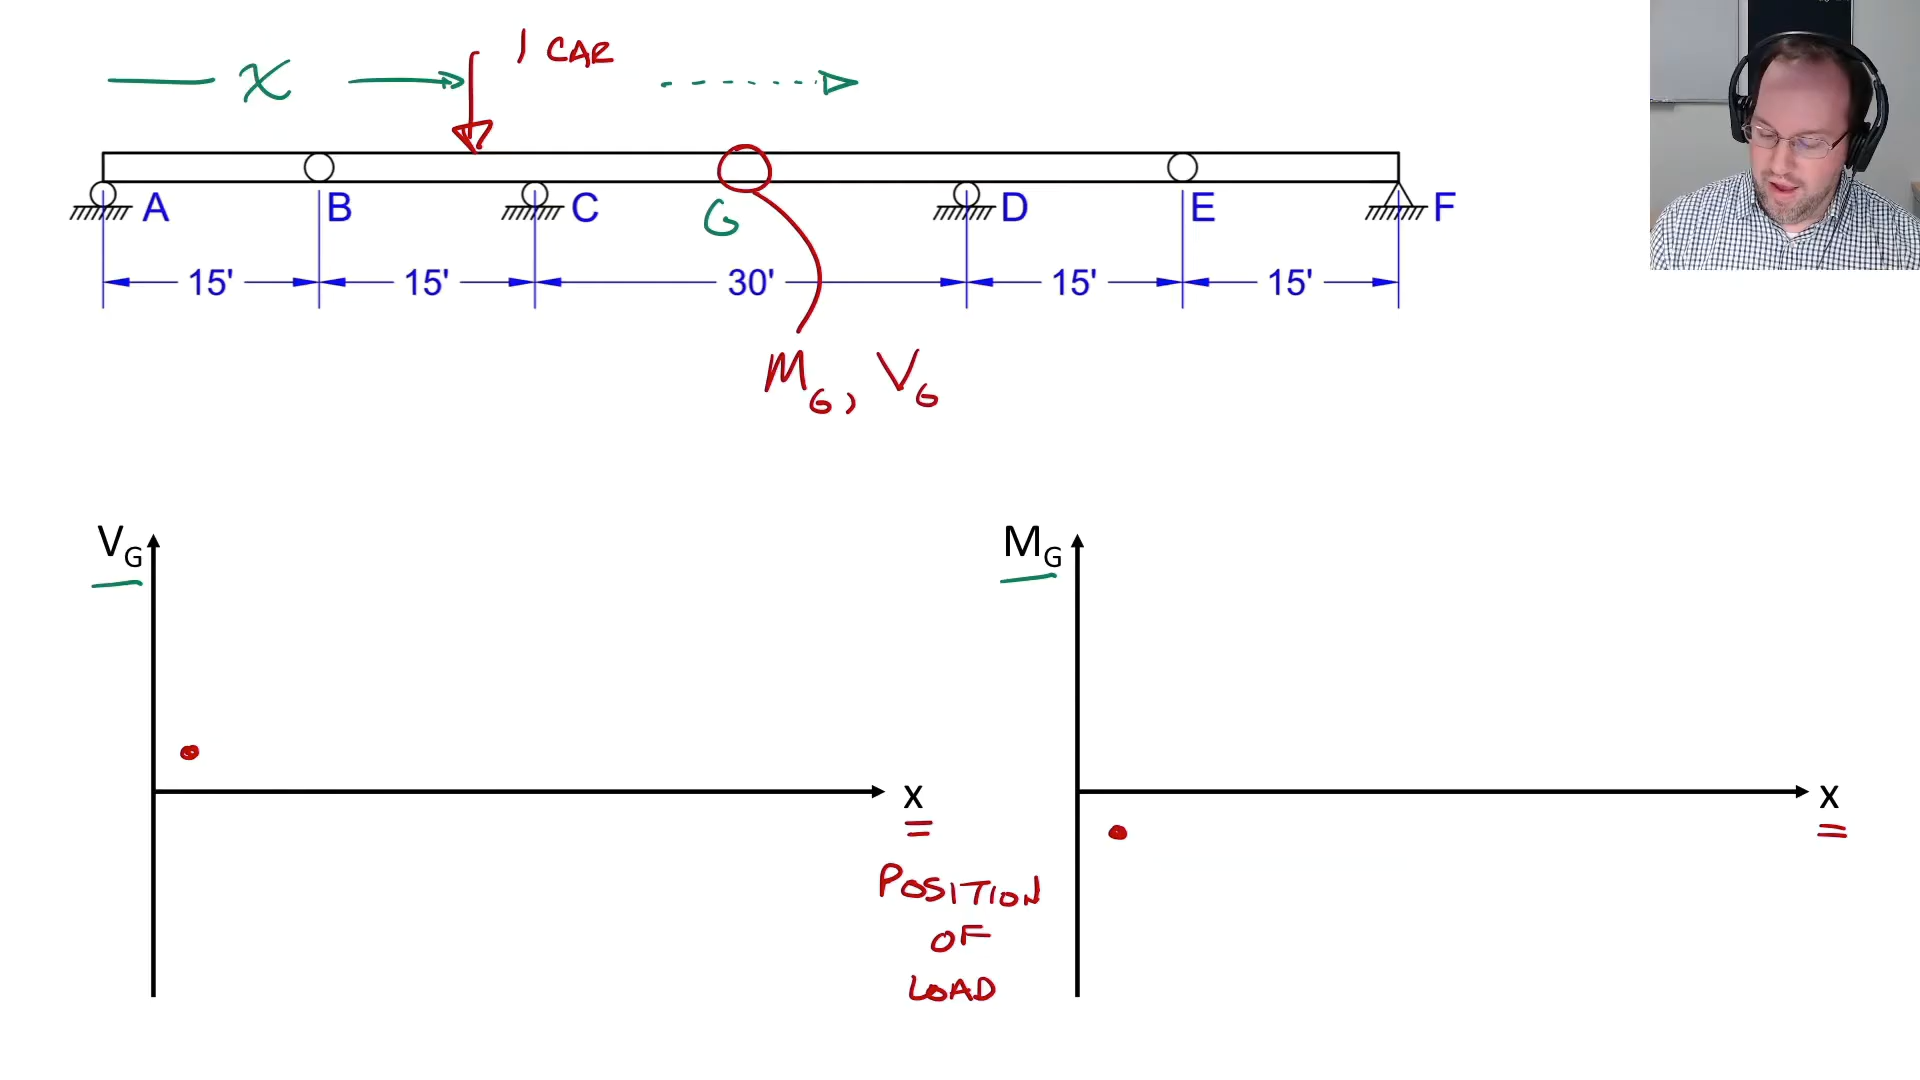 x
1 CAR
A B C G D E F
15' 15' 30' 15' 15'
M_G, V_G
V_G
M_G
x
x
POSITION
OF
LOAD